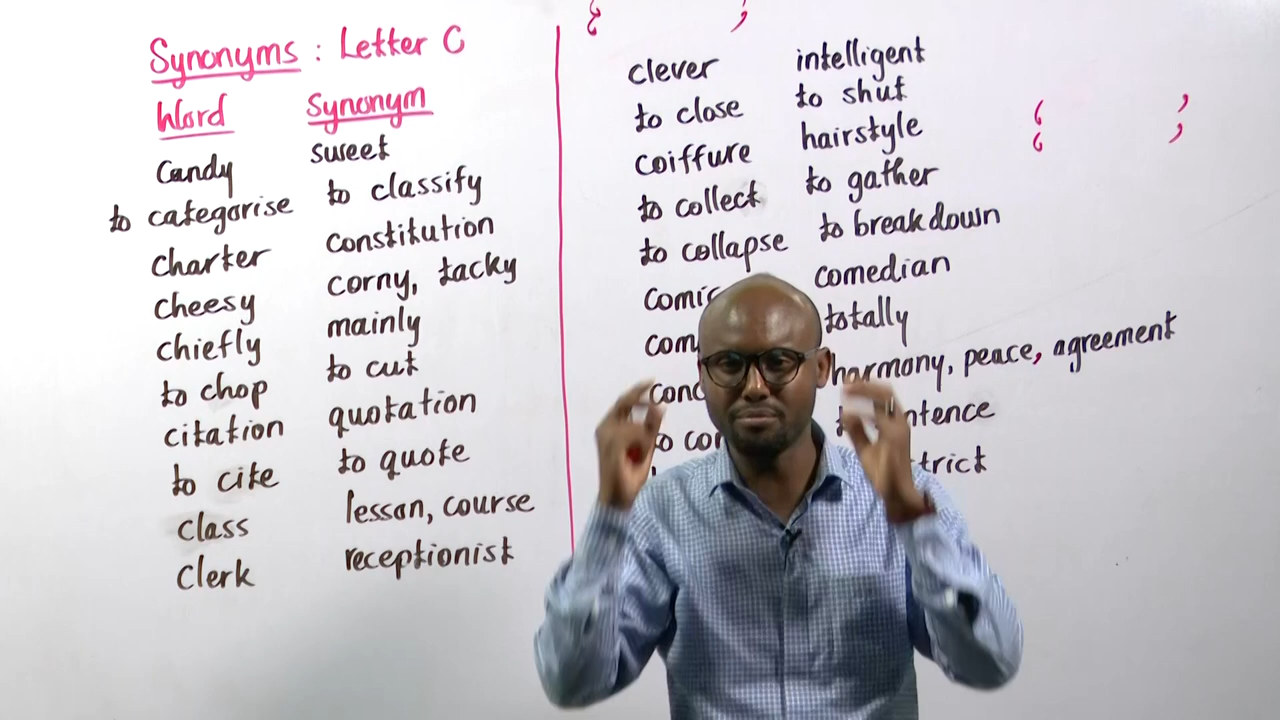 Synonyms : Letter C
Word Synonym
Candy sweet
to categorise to classify
charter constitution
cheesy corny, tacky
chiefly mainly
to chop to cut
citation quotation
to cite to quote
class lesson, course
Clerk receptionist
clever intelligent
to close to shut
coiffure hairstyle
to collect to gather
to collapse to breakdown
comedian
totally
harmony, peace, agreement
to